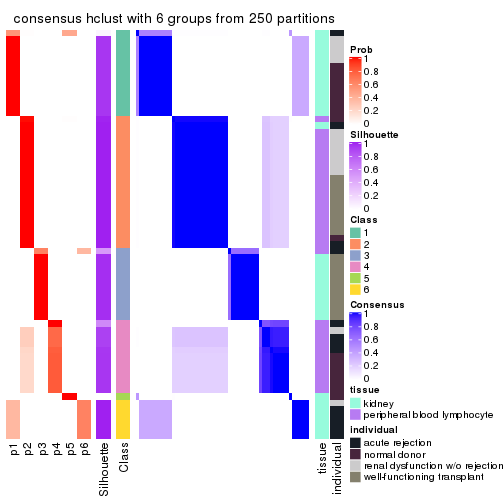 consensus hclust with 6 groups from 250 partitions
Prob
1
0.8
0.6
0.4
0.2
0
Silhouette
1
0.8
0.6
0.4
0.2
0
Class
1
2
3
4
5
6
Consensus
1
0.8
0.6
0.4
0.2
0
tissue
kidney
peripheral blood lymphocyte
individual
acute rejection
normal donor
renal dysfunction w/o rejection
well-functioning transplant
p1
p2
p3
p4
p5
p6
Silhouette
Class
tissue
individual